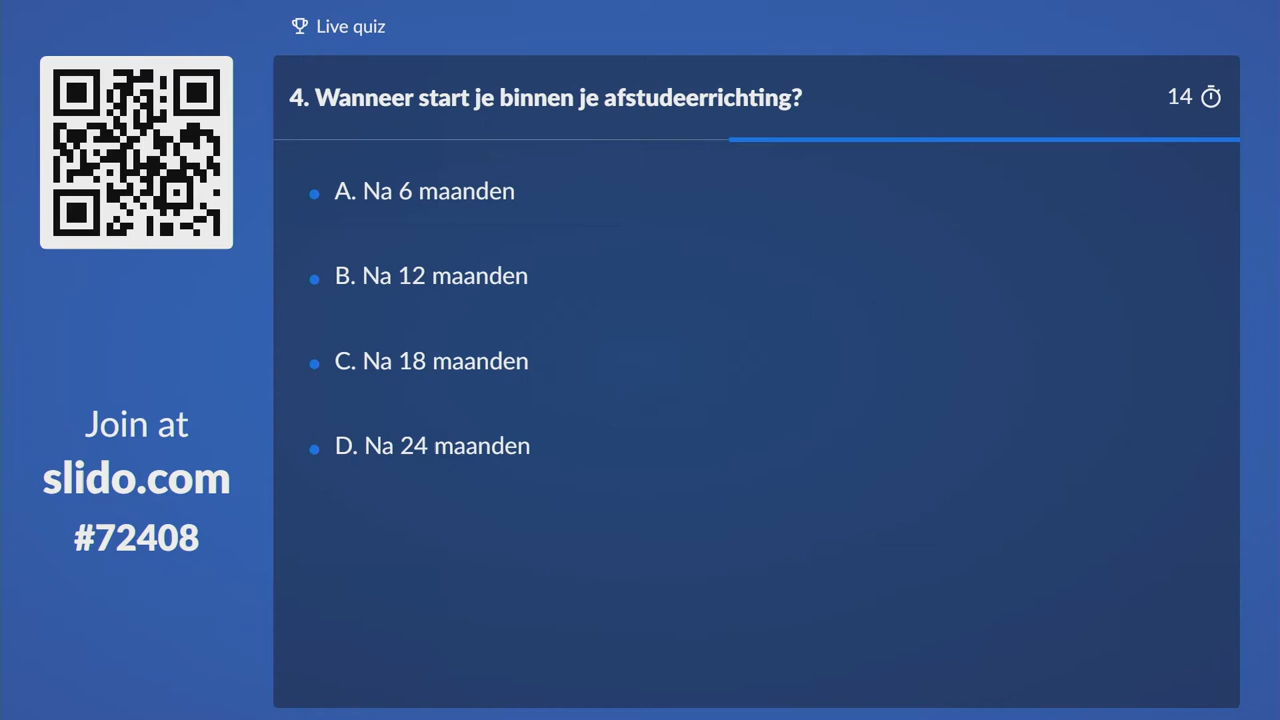 Live quiz
4. Wanneer start je binnen je afstudeerrichting?
14
A. Na 6 maanden
B. Na 12 maanden
C. Na 18 maanden
D. Na 24 maanden
Join at
slido.com
#72408